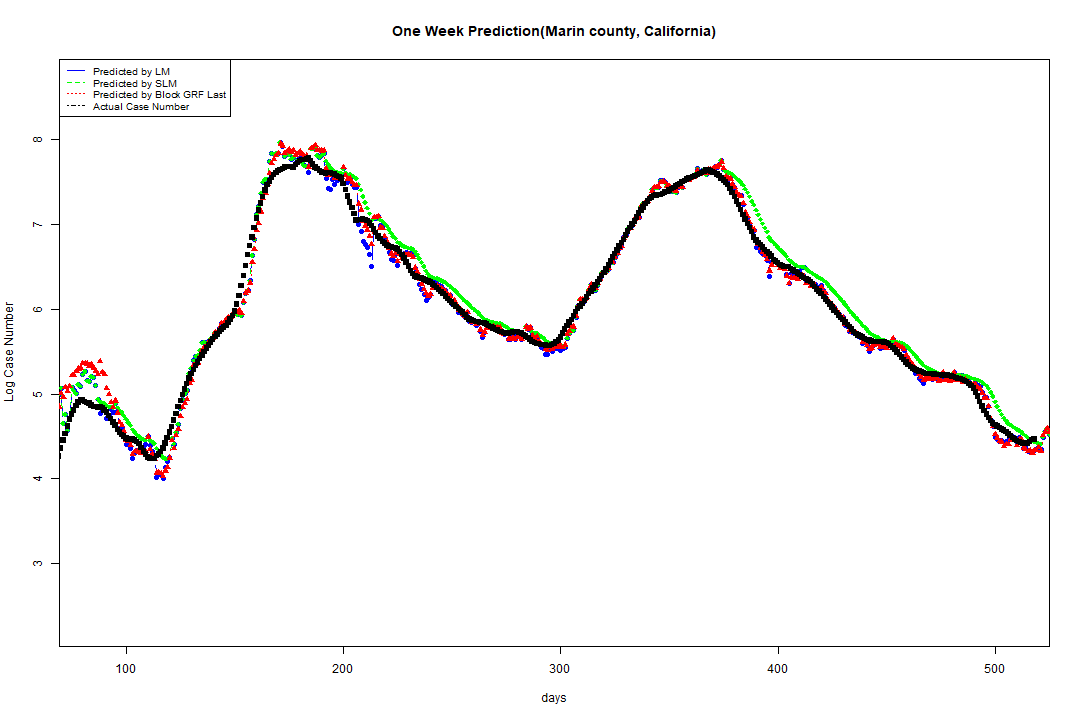 One Week Prediction(Marin county, California)
Predicted by LM
Predicted by SLM
Predicted by Block GRF Last
Actual Case Number
8
7
6
5
4
3
Log Case Number
100 200 300 400 500
days